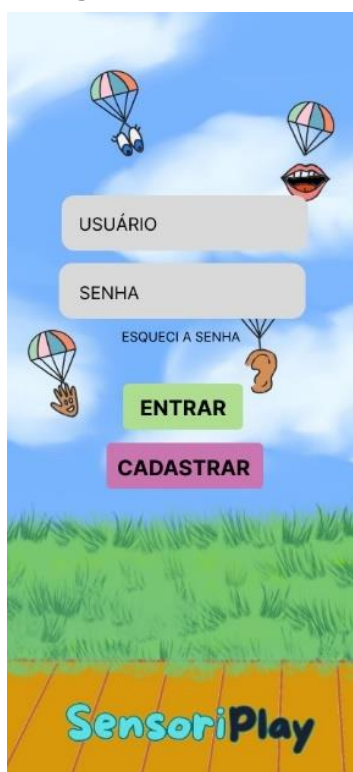 USUÁRIO
SENHA
ESQUECI A SENHA
ENTRAR
CADASTRAR
SensoriPlay